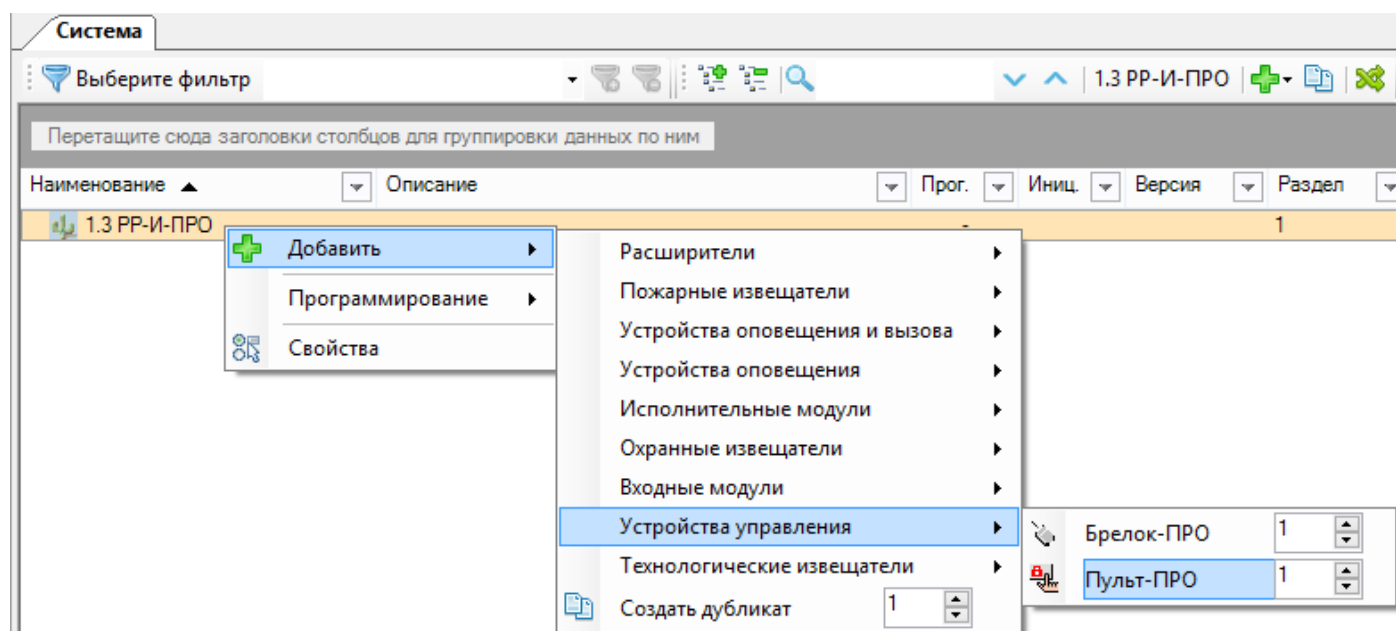 Система
Выберите фильтр 1.3 РР-И-ПРО
Перетащите сюда заголовки столбцов для группировки данных по ним
Наименование Описание Прог. Иниц. Версия Раздел
1.3 РР-И-ПРО - 1
Добавить
Программирование
Свойства
Расширители
Пожарные извещатели
Устройства оповещения и вызова
Устройства оповещения
Исполнительные модули
Охранные извещатели
Входные модули
Устройства управления
Технологические извещатели
Создать дубликат 1
Брелок-ПРО 1
Пульт-ПРО 1